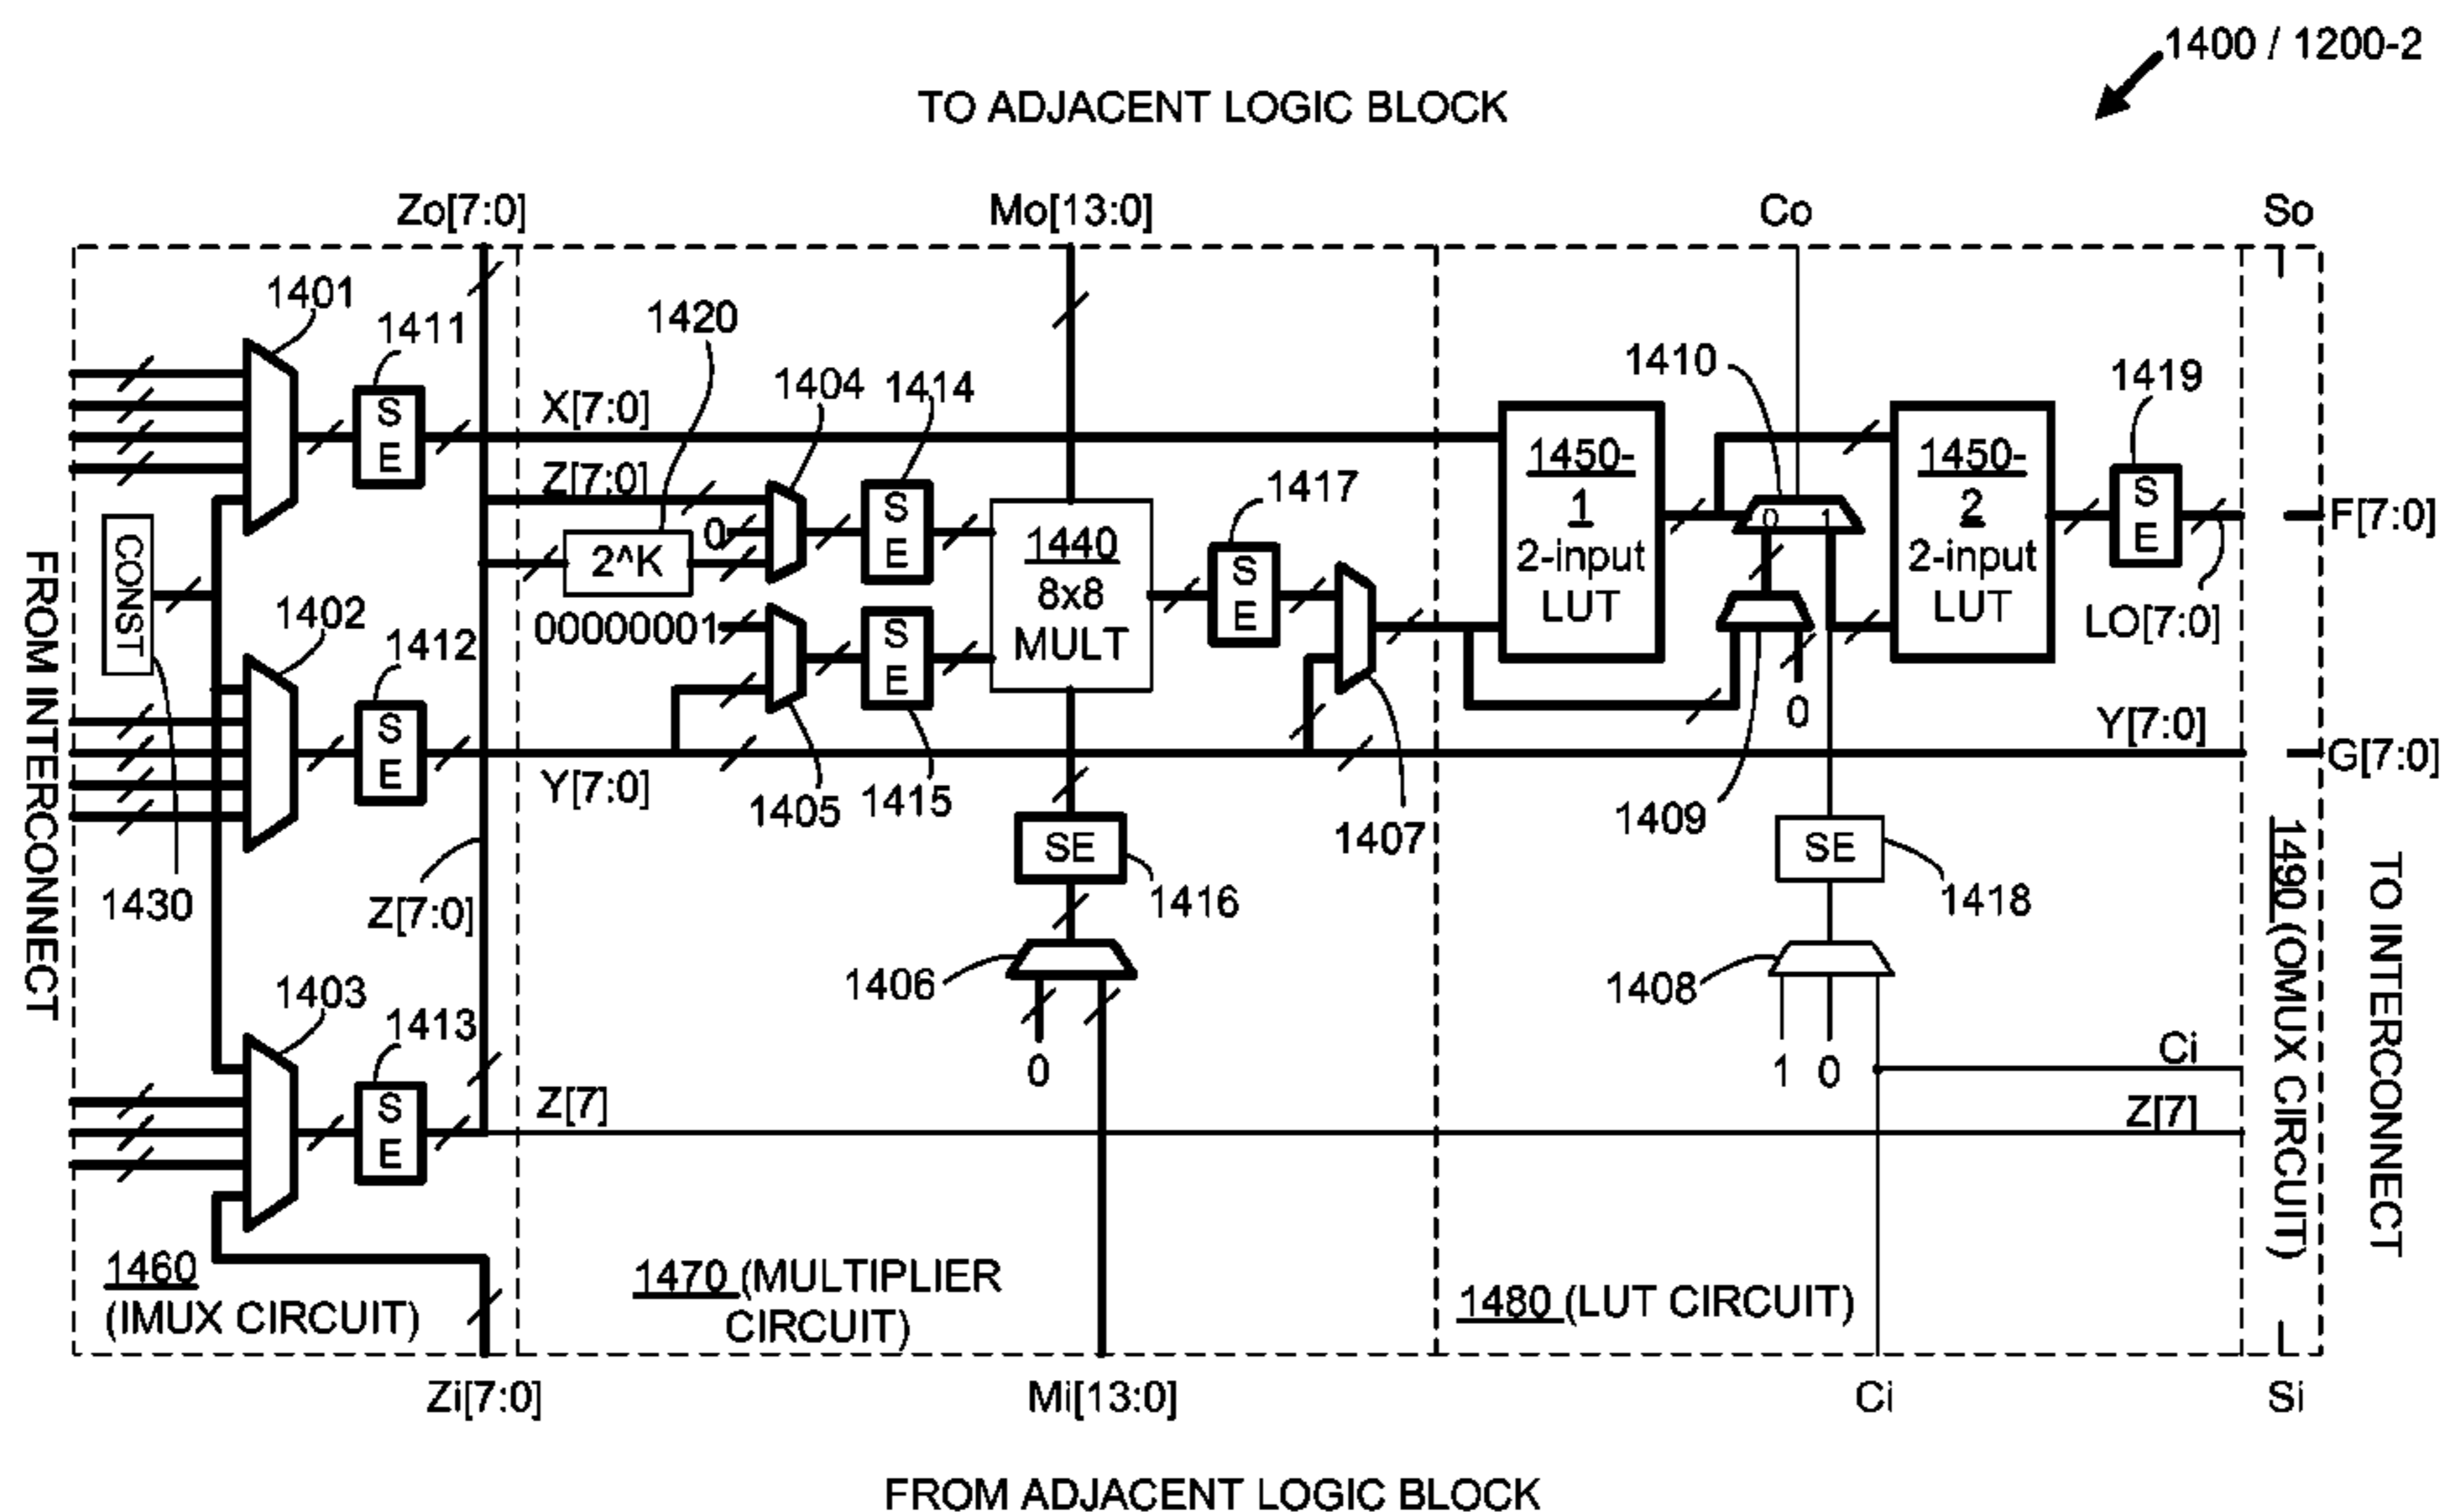 1400 / 1200-2
TO ADJACENT LOGIC BLOCK
Zo[7:0]
Mo[13:0]
Co
So
1401
1411
1420
1404
1414
1410
1419
S
E
X[7:0]
Z[7:0]
0
2^K
S
E
1417
S
E
1440
8x8
MULT
1450-
1
2-input
LUT
0
1
1450-
2
2-input
LUT
S
E
F[7:0]
LO[7:0]
FROM INTERCONNECT
CONST
1402
1412
S
E
00000001
S
E
0
Y[7:0]
Y[7:0]
G[7:0]
1405
1415
1407
1409
1430
Z[7:0]
SE
1416
SE
1418
1406
0
1408
1 0
1403
1413
S
E
Ci
Z[7]
Z[7]
1490 (OMUX CIRCUIT)
TO INTERCONNECT
1460
(IMUX CIRCUIT)
1470 (MULTIPLIER
CIRCUIT)
1480 (LUT CIRCUIT)
Zi[7:0]
Mi[13:0]
Ci
Si
FROM ADJACENT LOGIC BLOCK